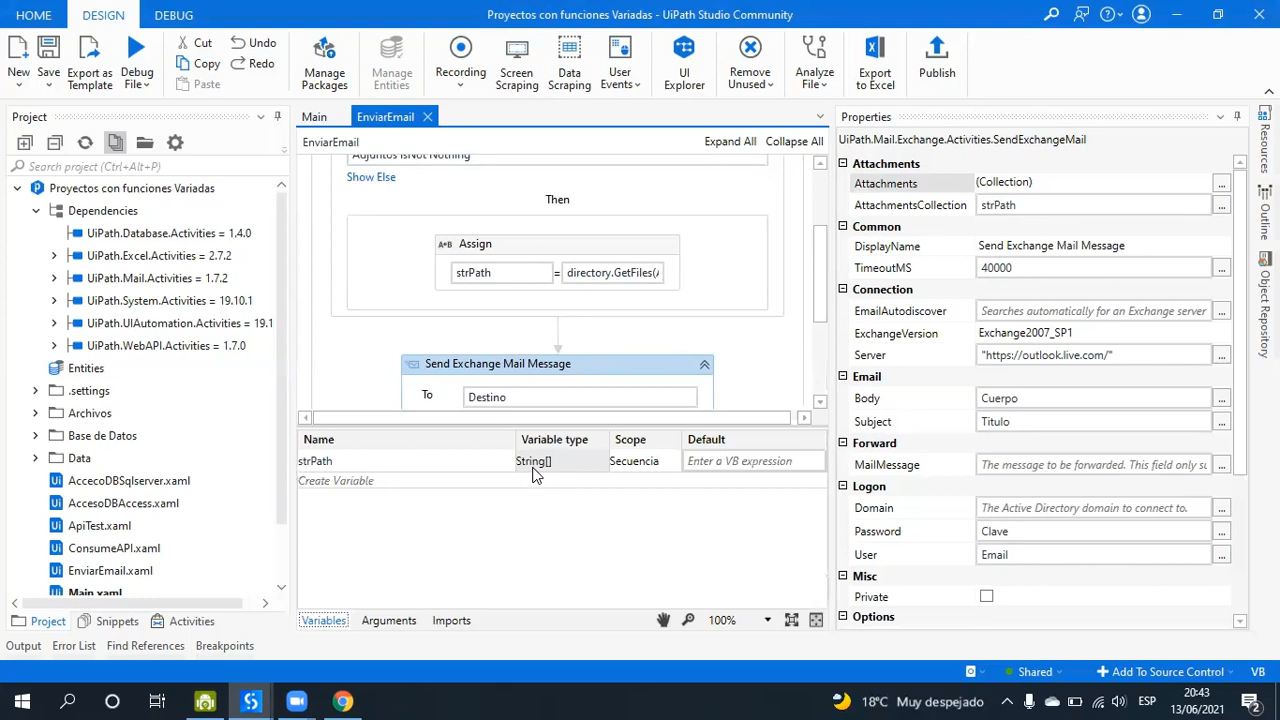 HOME DESIGN DEBUG
Proyectos con funciones Variadas - UiPath Studio Community
New
Save
Export as Template
Debug File
Cut
Copy
Paste
Undo
Redo
Manage Packages
Manage Entities
Recording
Screen Scraping
Data Scraping
User Events
UI Explorer
Remove Unused
Analyze File
Export to Excel
Publish
Project
Search project (Ctrl+Alt+P)
Proyectos con funciones Variadas
Dependencies
UiPath.Database.Activities = 1.4.0
UiPath.Excel.Activities = 2.7.2
UiPath.Mail.Activities = 1.7.2
UiPath.System.Activities = 19.10.1
UiPath.UIAutomation.Activities = 19.1
UiPath.WebAPI.Activities = 1.7.0
Entities
.settings
Archivos
Base de Datos
Data
AccecoDBSqlserver.xaml
AccesoDBAccess.xaml
ApiTest.xaml
ConsumeAPI.xaml
EnviarEmail.xaml
Main.xaml
Project Snippets Activities
Main EnviarEmail
EnviarEmail Expand All Collapse All
Adjuntos IsNot Nothing
Show Else
Then
A+B Assign
strPath = directory.GetFiles(
Send Exchange Mail Message
To Destino
Name Variable type Scope Default
strPath String[] Secuencia Enter a VB expression
Create Variable
Variables Arguments Imports 100%
Properties
UiPath.Mail.Exchange.Activities.SendExchangeMail
Attachments
Attachments (Collection) ...
AttachmentsCollection strPath ...
Common
DisplayName Send Exchange Mail Message
TimeoutMS 40000 ...
Connection
EmailAutodiscover Searches automatically for an Exchange server ...
ExchangeVersion Exchange2007_SP1
Server "https://outlook.live.com/" ...
Email
Body Cuerpo ...
Subject Titulo ...
Forward
MailMessage The message to be forwarded. This field only su ...
Logon
Domain The Active Directory domain to connect to. ...
Password Clave ...
User Email ...
Misc
Private
Options
Resources
Outline
Object Repository
Output Error List Find References Breakpoints
Shared Add To Source Control VB
18°C Muy despejado ESP 20:43
13/06/2021 2